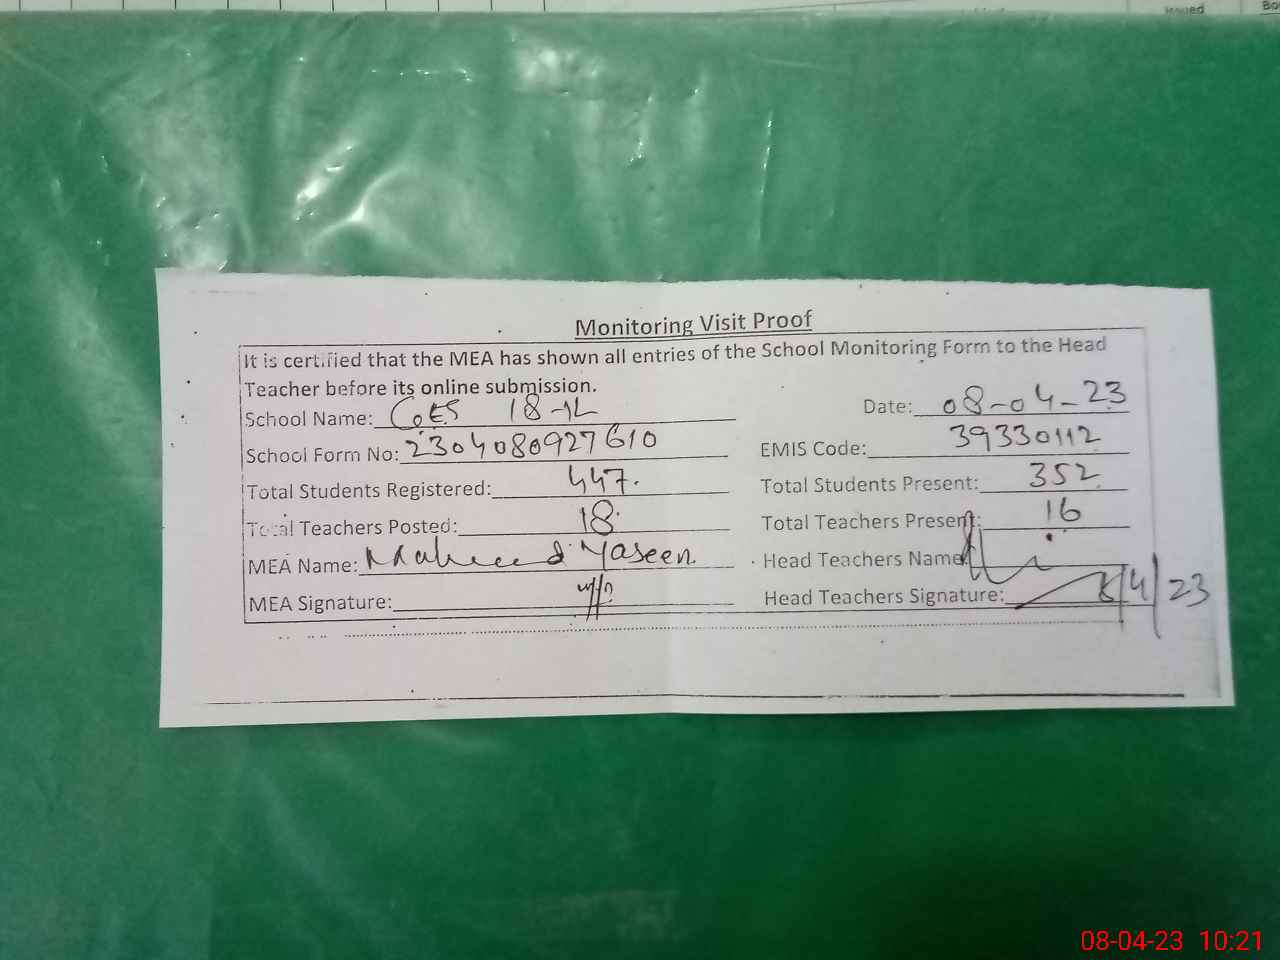 Issued Bo
Monitoring Visit Proof
It is certified that the MEA has shown all entries of the School Monitoring Form to the Head
Teacher before its online submission.
School Name: GES 18-1L Date: 08-04-23
School Form No: 2304080927610 EMIS Code: 39330112
Total Students Registered: 447. Total Students Present: 352
Total Teachers Posted: 18 Total Teachers Present: 16
MEA Name: Yaseen Head Teachers Name:
MEA Signature: Head Teachers Signature: 8/4/23
08-04-23 10:21